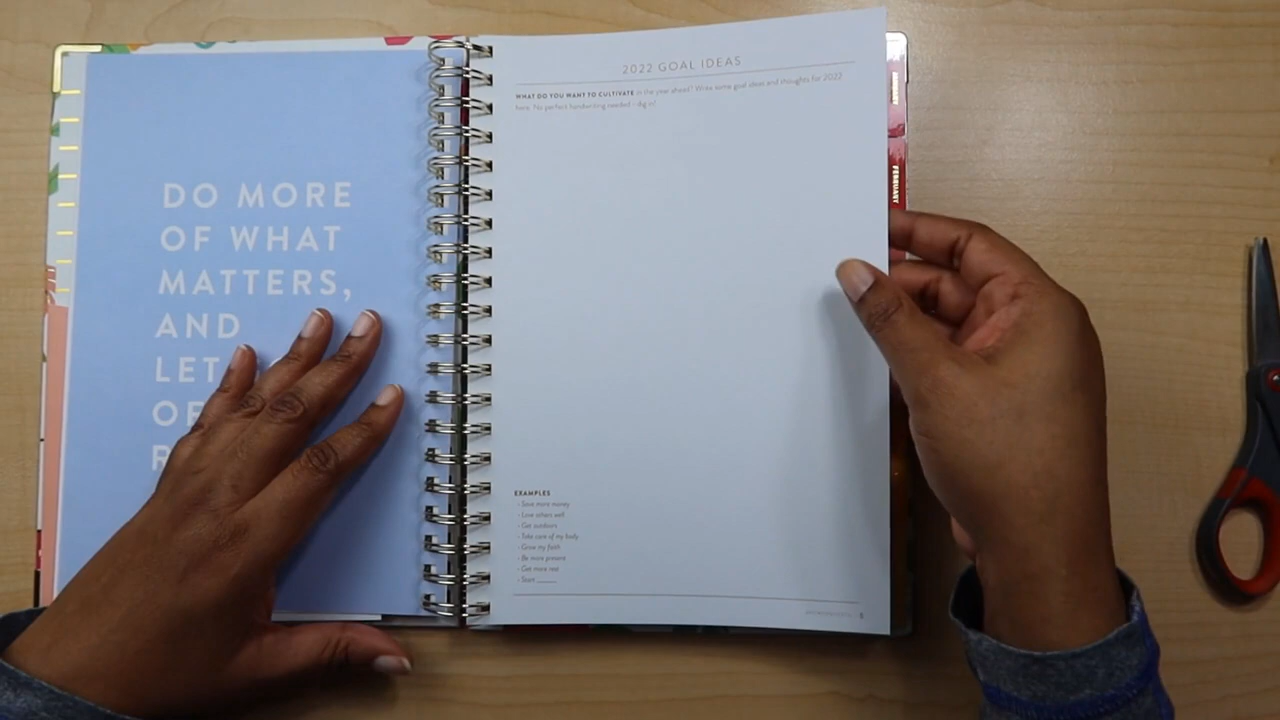 DO MORE
OF WHAT
MATTERS,
AND
LET
OF
R
2022 GOAL IDEAS
WHAT DO YOU WANT TO CULTIVATE in the year ahead? Write some goal ideas and thoughts for 2022
here. No perfect handwriting needed - dig in!
EXAMPLES
- Save more money
- Love others well
- Get outdoors
- Take care of my body
- Grow my faith
- Be more present
- Get more rest
- Start ______
5
FEBRUARY